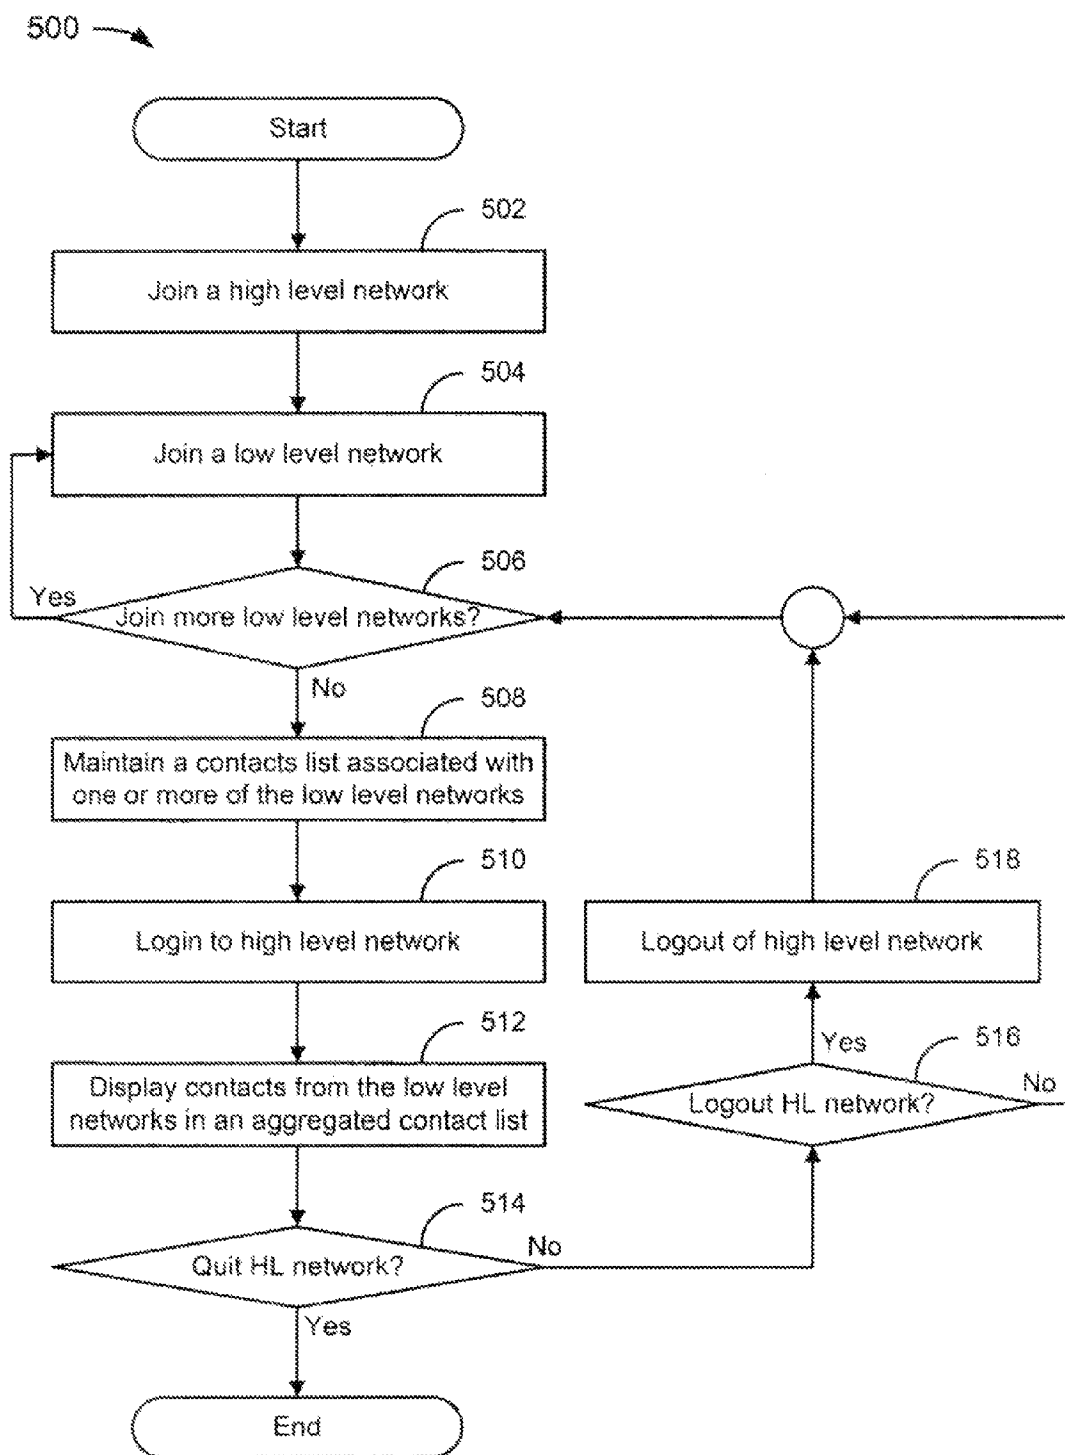 500
Start
502
Join a high level network
504
Join a low level network
506
Yes
Join more low level networks?
No
508
Maintain a contacts list associated with
one or more of the low level networks
510
518
Login to high level network
Logout of high level network
512
Yes
516
Display contacts from the low level
networks in an aggregated contact list
Logout HL network?
No
514
Quit HL network?
No
Yes
End